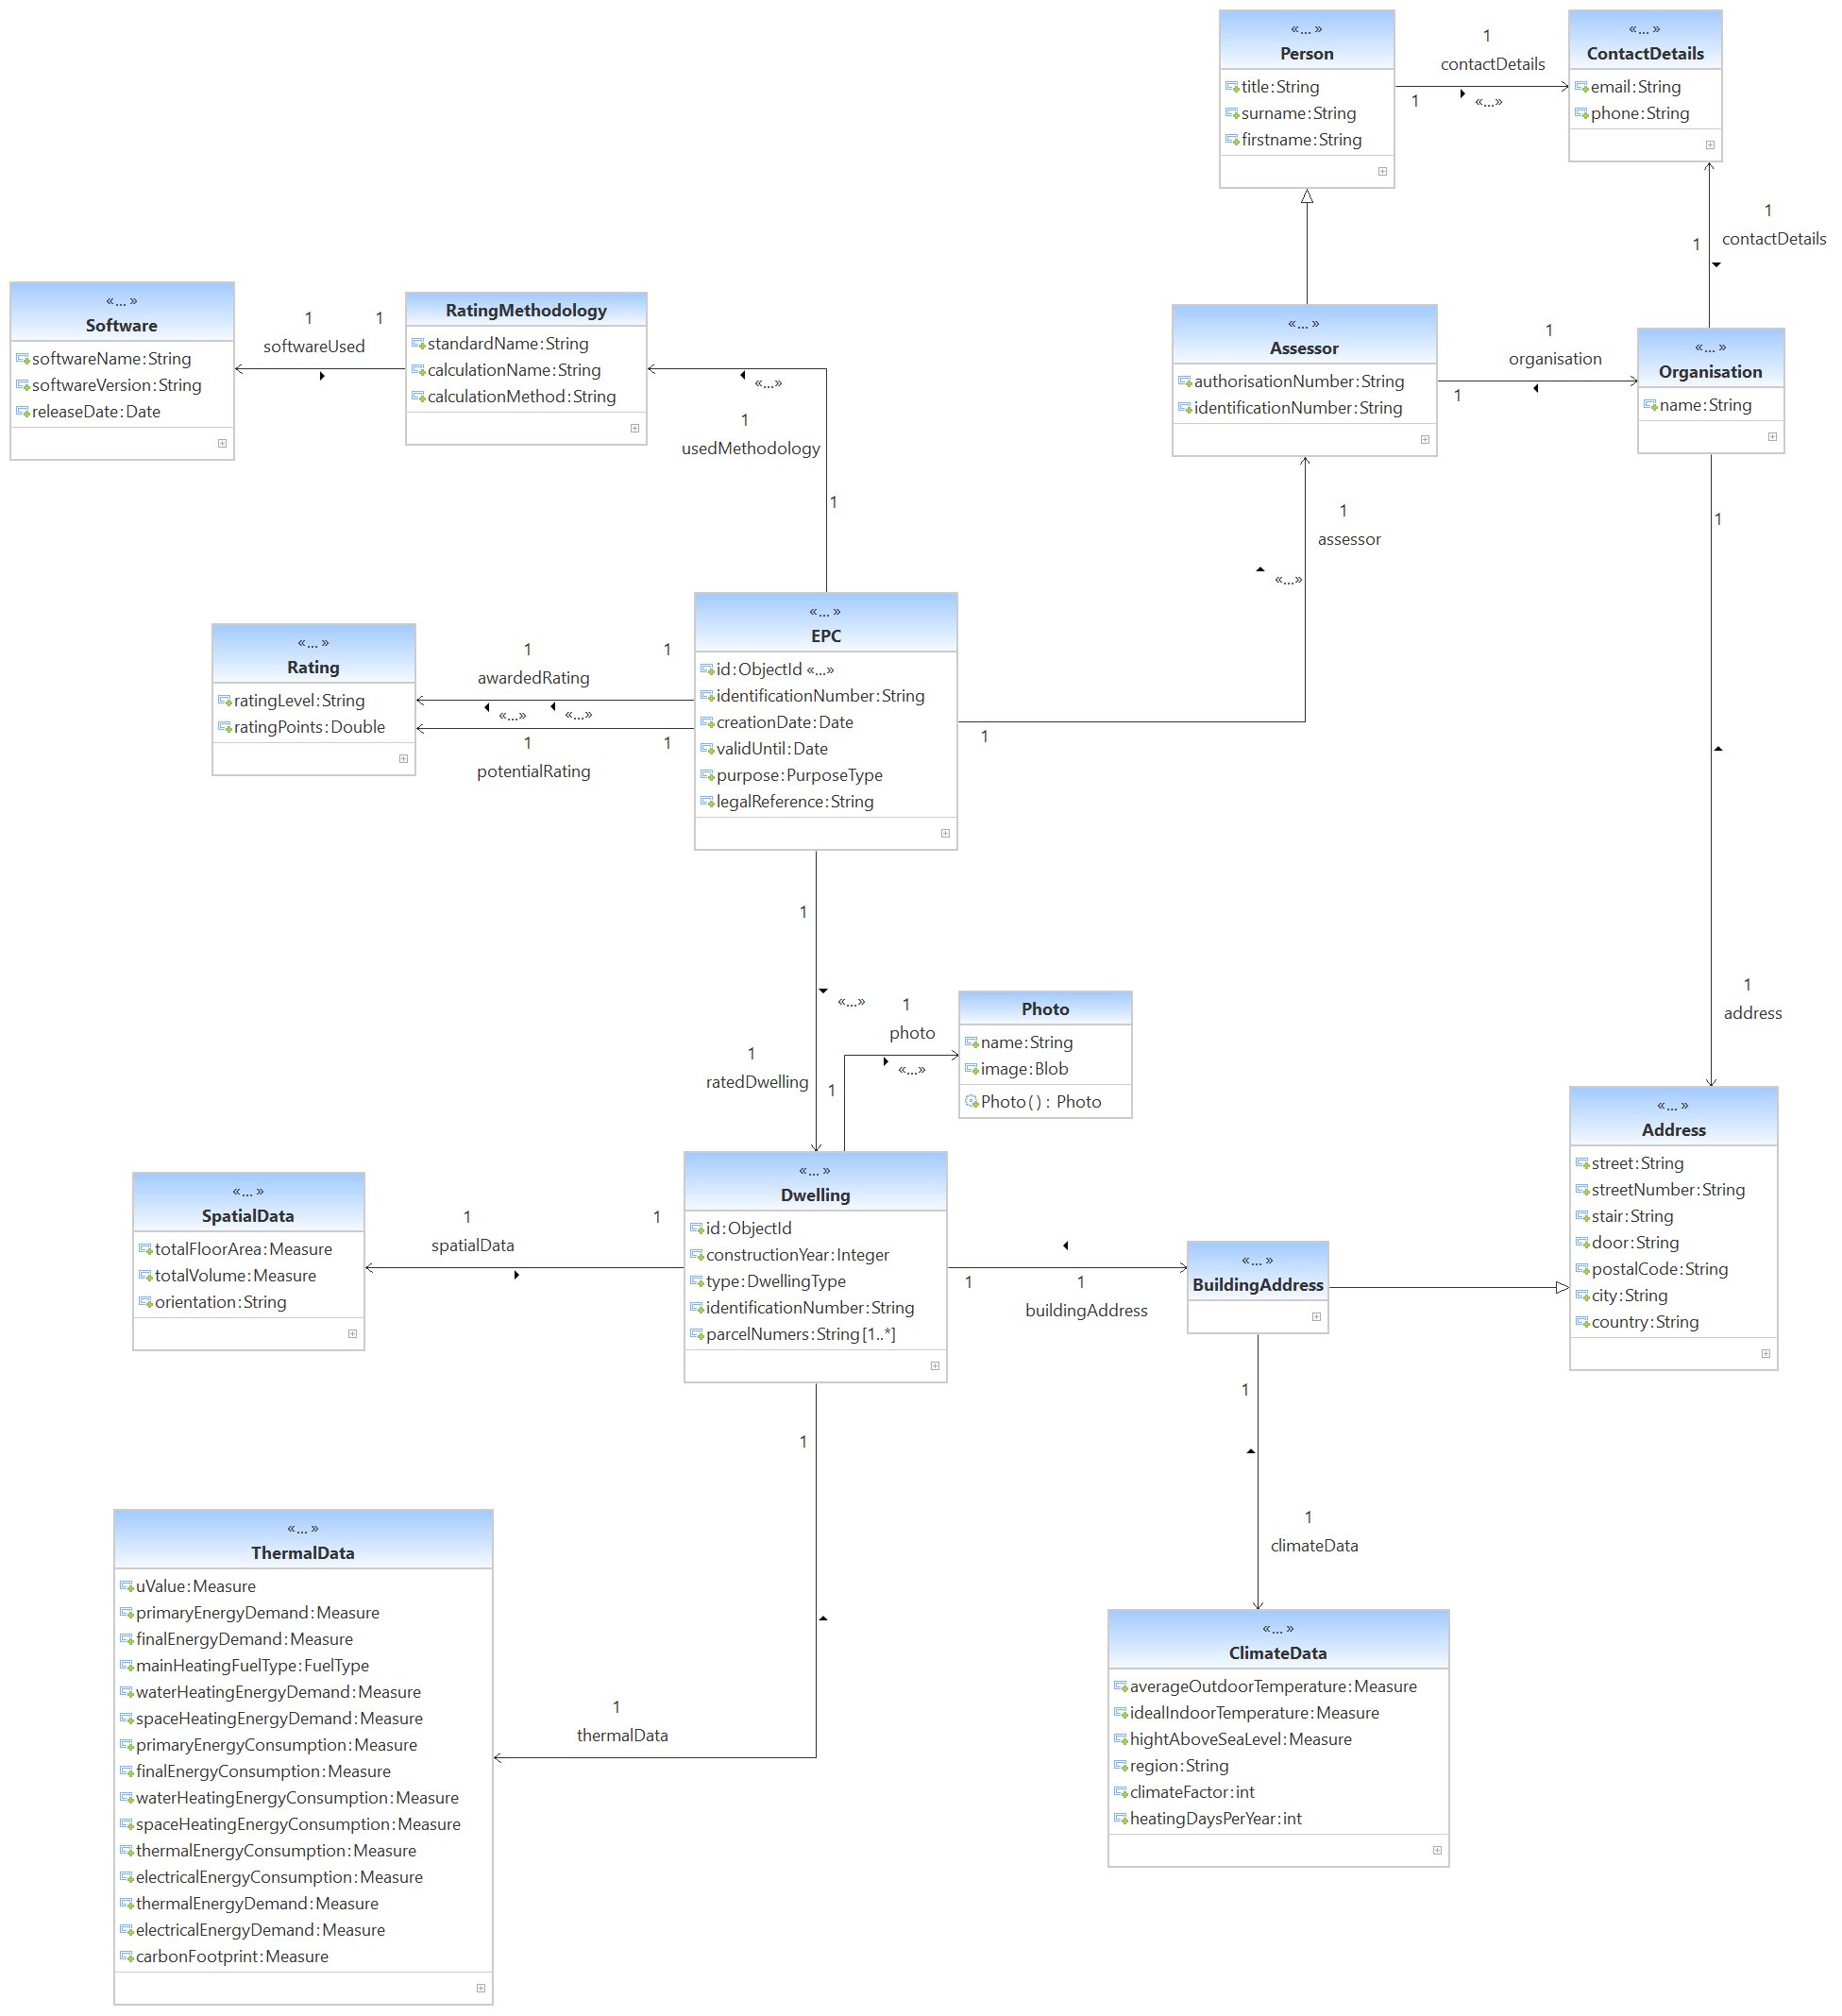 «... »
Person
title:String
surname:String
firstname:String
1
contactDetails
1
«...»
«... »
ContactDetails
email:String
phone:String
1
1
contactDetails
«... »
Software
softwareName:String
softwareVersion:String
releaseDate:Date
1
1
softwareUsed
RatingMethodology
standardName:String
calculationName:String
calculationMethod:String
«...»
1
usedMethodology
1
«... »
Assessor
authorisationNumber:String
identificationNumber:String
1
organisation
1
«... »
Organisation
name:String
1
assessor
«...»
1
«... »
Rating
ratingLevel:String
ratingPoints:Double
1
1
awardedRating
«...»
«...»
1
1
potentialRating
«... »
EPC
id:ObjectId «...»
identificationNumber:String
creationDate:Date
validUntil:Date
purpose:PurposeType
legalReference:String
1
1
«...»
1
ratedDwelling
1
photo
«...»
1
Photo
name:String
image:Blob
Photo() : Photo
1
address
«... »
Address
street:String
streetNumber:String
stair:String
door:String
postalCode:String
city:String
country:String
«... »
SpatialData
totalFloorArea:Measure
totalVolume:Measure
orientation:String
1
1
spatialData
«... »
Dwelling
id:ObjectId
constructionYear:Integer
type:DwellingType
identificationNumber:String
parcelNumers:String[1..*]
1
1
buildingAddress
«... »
BuildingAddress
1
1
1
climateData
«... »
ThermalData
uValue:Measure
primaryEnergyDemand:Measure
finalEnergyDemand:Measure
mainHeatingFuelType:FuelType
waterHeatingEnergyDemand:Measure
spaceHeatingEnergyDemand:Measure
primaryEnergyConsumption:Measure
finalEnergyConsumption:Measure
waterHeatingEnergyConsumption:Measure
spaceHeatingEnergyConsumption:Measure
thermalEnergyConsumption:Measure
electricalEnergyConsumption:Measure
thermalEnergyDemand:Measure
electricalEnergyDemand:Measure
carbonFootprint:Measure
1
thermalData
«... »
ClimateData
averageOutdoorTemperature:Measure
idealIndoorTemperature:Measure
hightAboveSeaLevel:Measure
region:String
climateFactor:int
heatingDaysPerYear:int